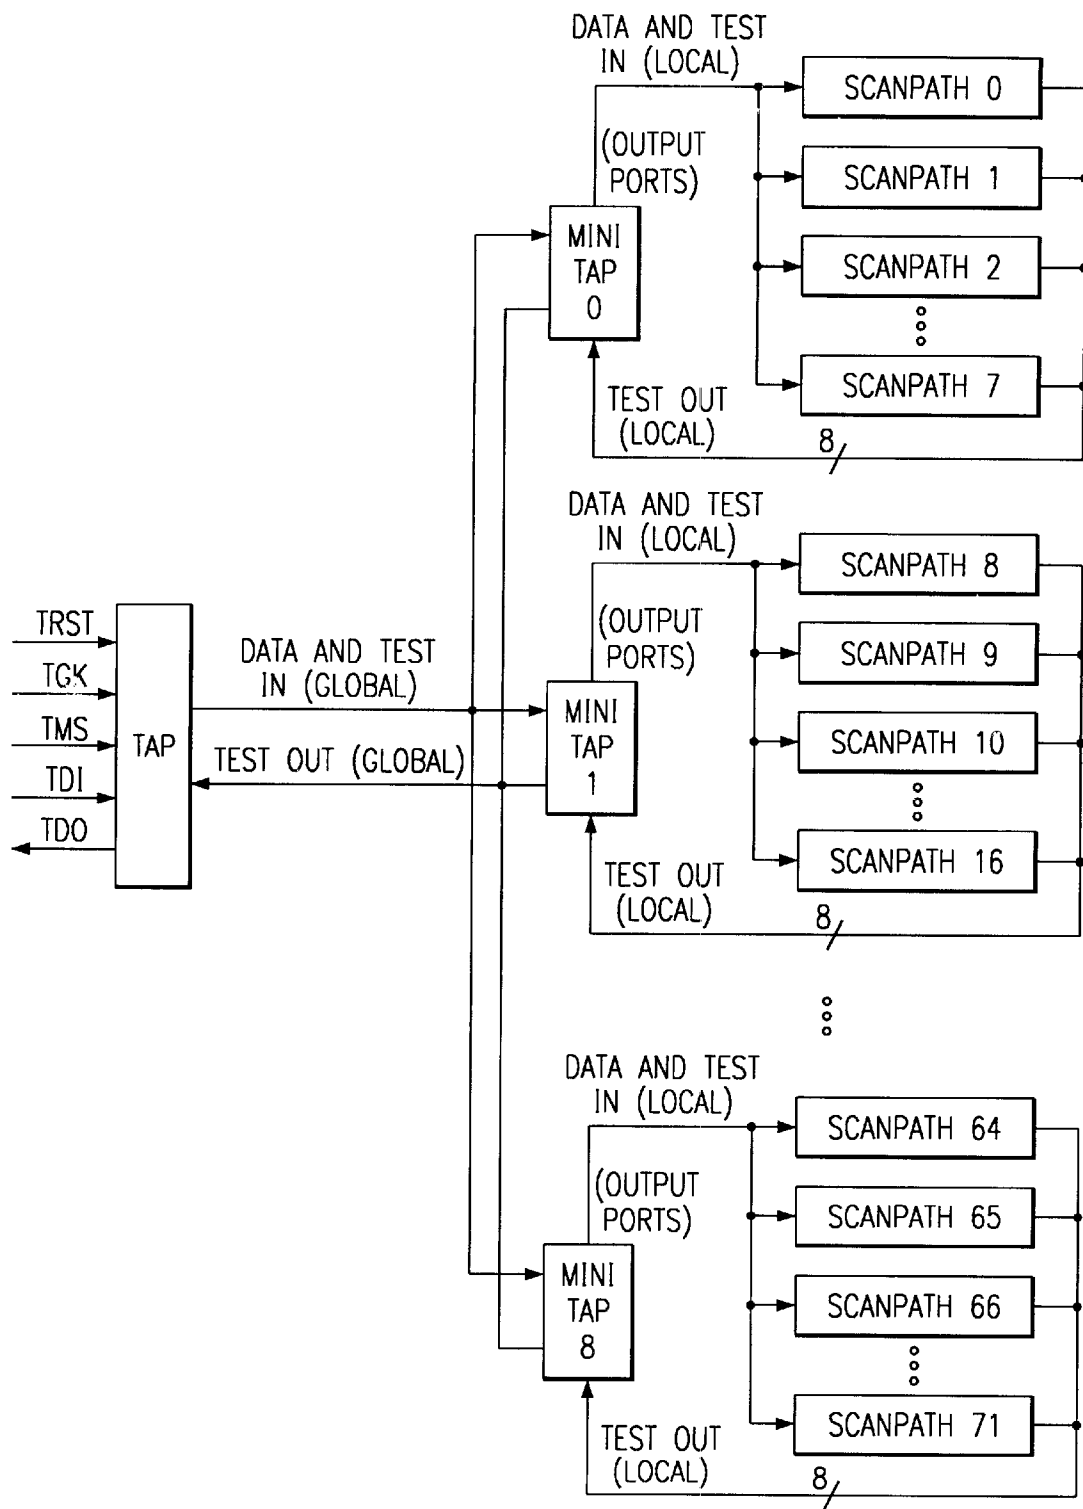 DATA AND TEST
IN (LOCAL)
SCANPATH 0
(OUTPUT
PORTS)
SCANPATH 1
MINI
TAP
0
SCANPATH 2
SCANPATH 7
TEST OUT
(LOCAL)
8
DATA AND TEST
IN (LOCAL)
SCANPATH 8
(OUTPUT
PORTS)
SCANPATH 9
TRST
TGK
TMS
TDI
TDO
TAP
DATA AND TEST
IN (GLOBAL)
TEST OUT (GLOBAL)
MINI
TAP
1
SCANPATH 10
SCANPATH 16
TEST OUT
(LOCAL)
8
DATA AND TEST
IN (LOCAL)
SCANPATH 64
(OUTPUT
PORTS)
SCANPATH 65
MINI
TAP
8
SCANPATH 66
SCANPATH 71
TEST OUT
(LOCAL)
8